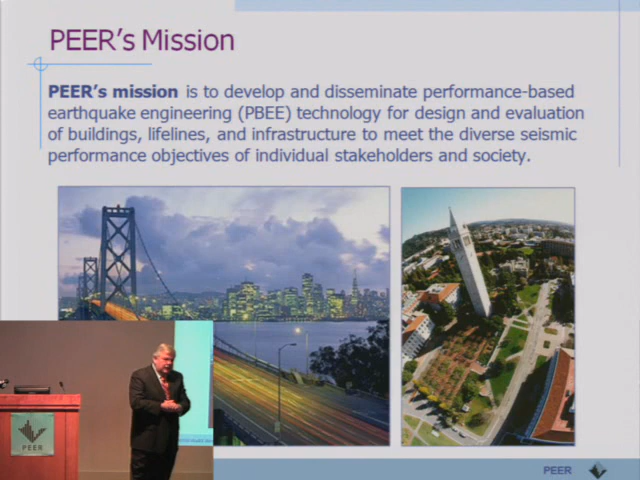 PEER's Mission
PEER's mission is to develop and disseminate performance-based
earthquake engineering (PBEE) technology for design and evaluation
of buildings, lifelines, and infrastructure to meet the diverse seismic
performance objectives of individual stakeholders and society.
PEER
PEER